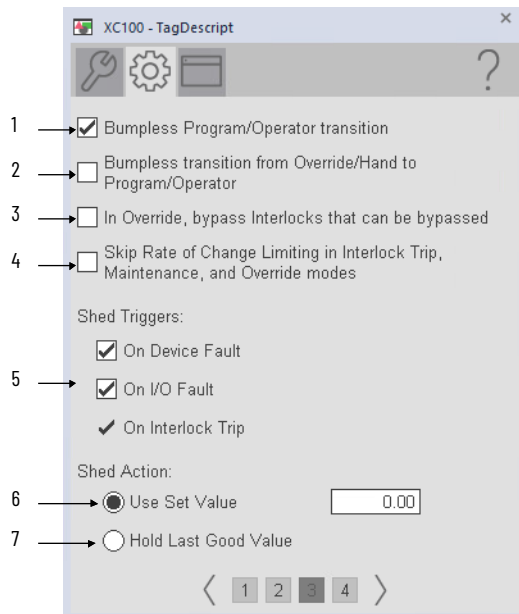 XC100 - TagDescript
×
?
1
Bumpless Program/Operator transition
2
Bumpless transition from Override/Hand to
Program/Operator
3
In Override, bypass Interlocks that can be bypassed
4
Skip Rate of Change Limiting in Interlock Trip,
Maintenance, and Override modes
Shed Triggers:
On Device Fault
5
On I/O Fault
On Interlock Trip
Shed Action:
6
Use Set Value 0.00
7
Hold Last Good Value
1 2 3 4